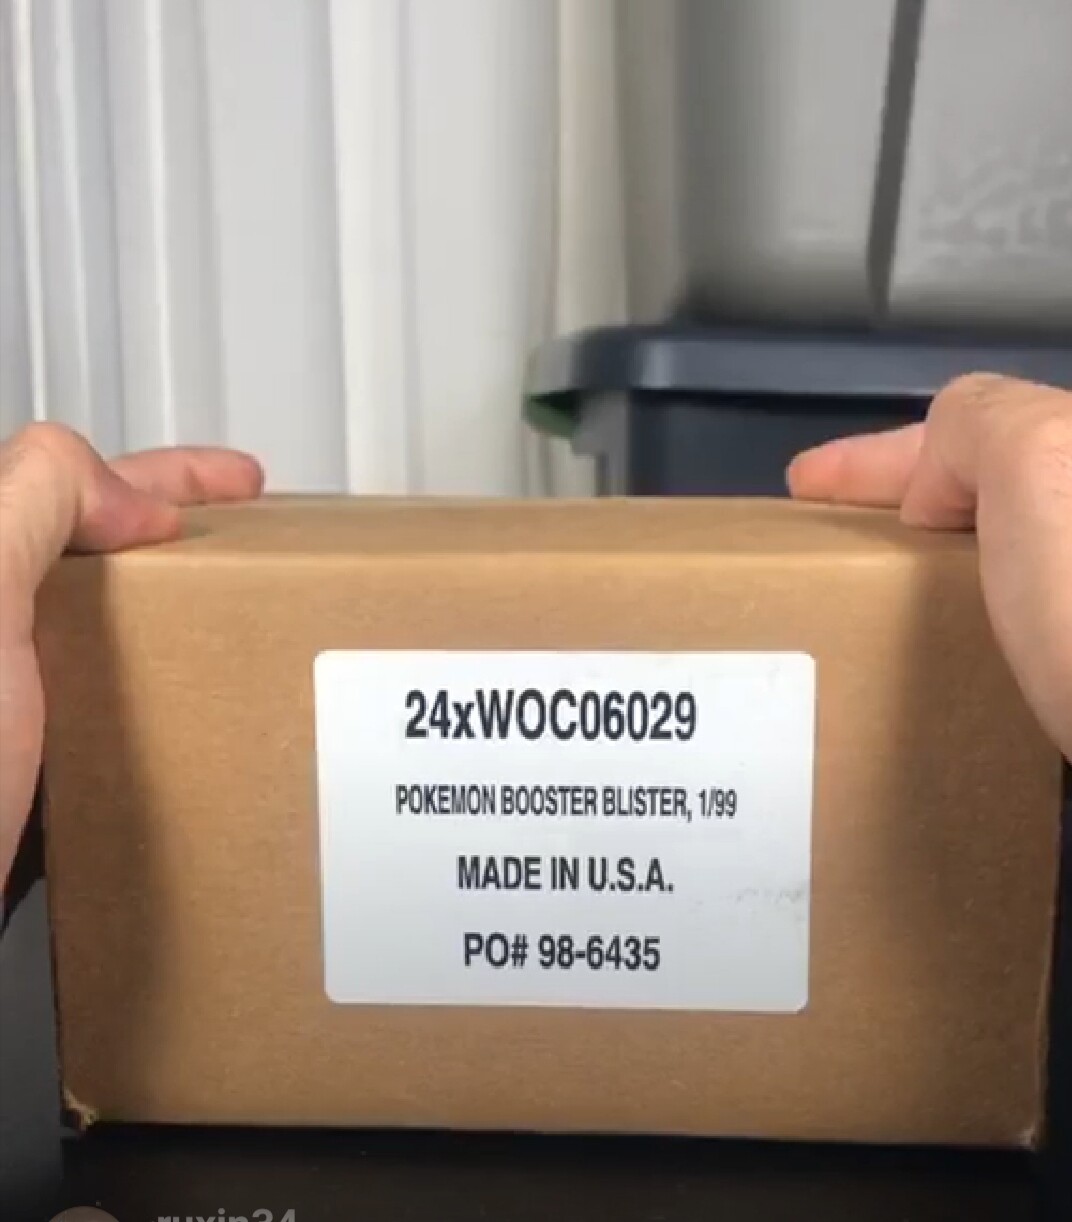 24xWOC06029
POKEMON BOOSTER BLISTER, 1/99
MADE IN U.S.A.
PO# 98-6435